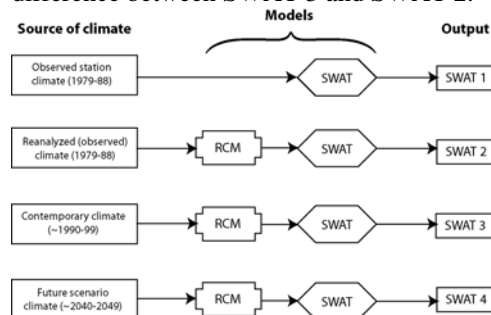 difference between SWAT 3 and SWAT 2.
Models
Source of climate
Output
Observed station
climate (1979-88)
SWAT
SWAT 1
Reanalyzed (observed)
climate (1979-88)
RCM
SWAT
SWAT 2
Contemporary climate
(~1990-99)
RCM
SWAT
SWAT 3
Future scenario
climate (~2040-2049)
RCM
SWAT
SWAT 4